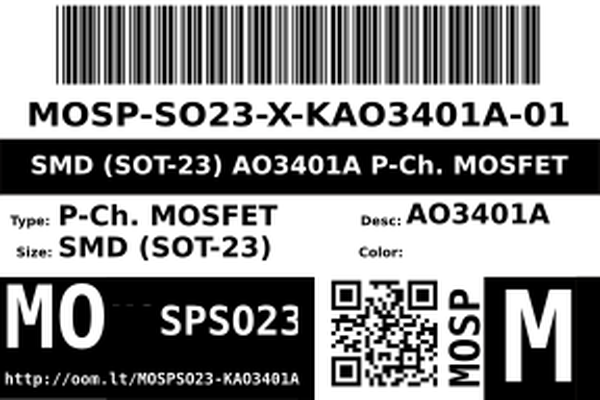 MOSP-SO23-X-KAO3401A-01
SMD (SOT-23) AO3401A P-Ch. MOSFET
Type: P-Ch. MOSFET
Desc: AO3401A
Size: SMD (SOT-23)
Color:
MO SPSO23
http://oom.lt/MOSPSO23-KAO3401A
MOSP
M